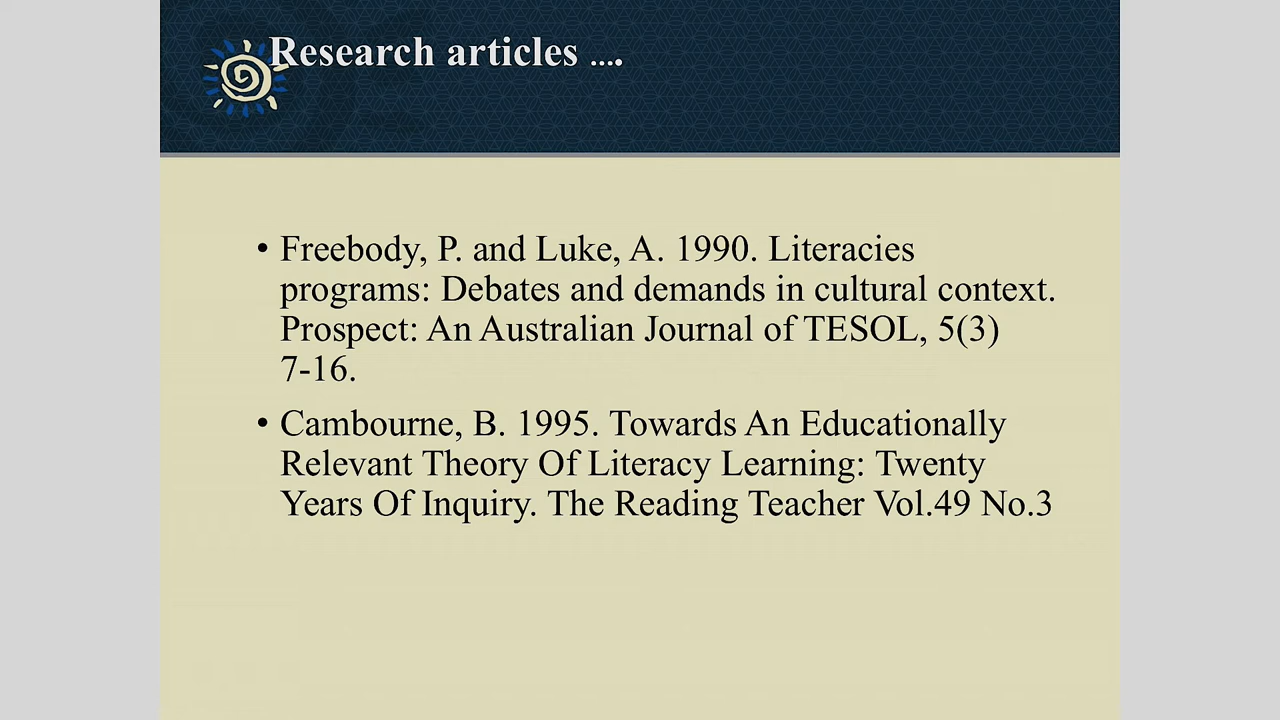 Research articles ….
• Freebody, P. and Luke, A. 1990. Literacies
programs: Debates and demands in cultural context.
Prospect: An Australian Journal of TESOL, 5(3)
7-16.
• Cambourne, B. 1995. Towards An Educationally
Relevant Theory Of Literacy Learning: Twenty
Years Of Inquiry. The Reading Teacher Vol.49 No.3